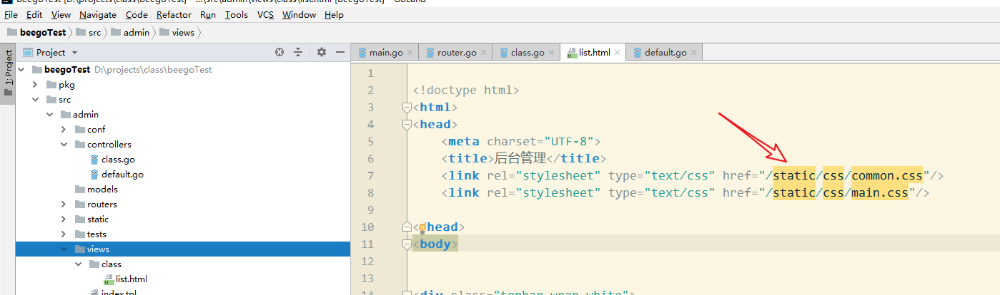 beegoTest [D:\projects\class\beegoTest] - ...\src\admin\views\class\list.html [beegoTest] - GoLand
File Edit View Navigate Code Refactor Run Tools VCS Window Help
beegoTest src admin views
1: Project
Project
main.go router.go class.go list.html default.go
beegoTest D:\projects\class\beegoTest
pkg
src
admin
conf
controllers
class.go
default.go
models
routers
static
tests
views
class
list.html
index.tpl
1
2 <!doctype html>
3 <html>
4 <head>
5 <meta charset="UTF-8">
6 <title>后台管理</title>
7 <link rel="stylesheet" type="text/css" href="/static/css/common.css"/>
8 <link rel="stylesheet" type="text/css" href="/static/css/main.css"/>
9
10 </head>
11 <body>
12
13
14 <div class="topbar-wrap white">